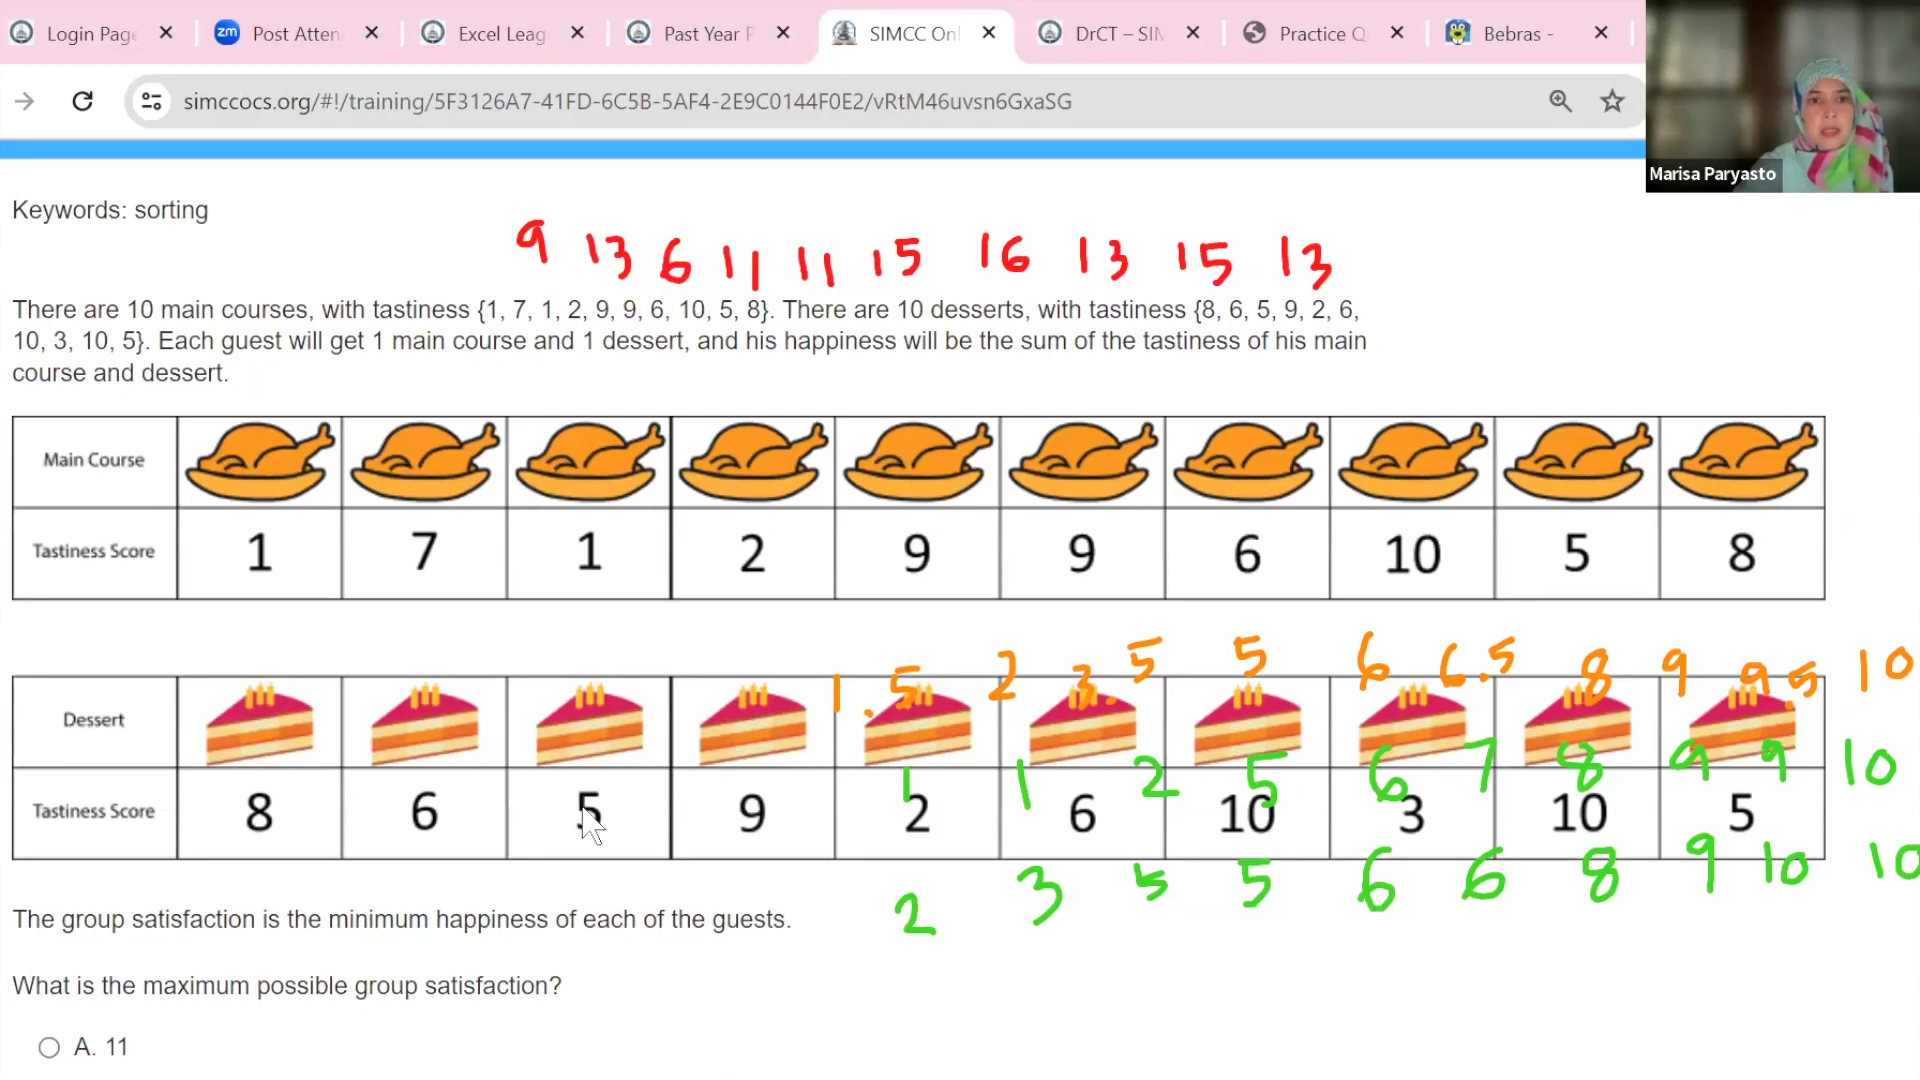 Login Page
Post Atten
Excel Leag
Past Year P
SIMCC Onl
DrCT – SIM
Practice Q
Bebras -
simccocs.org/#!/training/5F3126A7-41FD-6C5B-5AF4-2E9C0144F0E2/vRtM46uvsn6GxaSG
Marisa Paryasto
Keywords: sorting
9 13 6 11 11 15 16 13 15 13
There are 10 main courses, with tastiness {1, 7, 1, 2, 9, 9, 6, 10, 5, 8}. There are 10 desserts, with tastiness {8, 6, 5, 9, 2, 6,
10, 3, 10, 5}. Each guest will get 1 main course and 1 dessert, and his happiness will be the sum of the tastiness of his main
course and dessert.
Main Course
Tastiness Score 1 7 1 2 9 9 6 10 5 8
1.5 2 3.5 5 6 6.5 8 9 9.5 10
Dessert
1 1 2 5 6 7 8 9 9 10
Tastiness Score 8 6 5 9 2 6 10 3 10 5
2 3 5 5 6 6 8 9 10 10
The group satisfaction is the minimum happiness of each of the guests.
What is the maximum possible group satisfaction?
A. 11